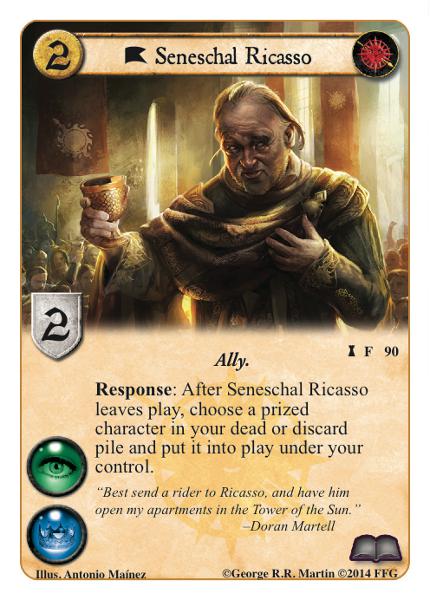 2
Seneschal Ricasso
2
Ally.
F 90
Response: After Seneschal Ricasso
leaves play, choose a prized
character in your dead or discard
pile and put it into play under your
control.
“Best send a rider to Ricasso, and have him
open my apartments in the Tower of the Sun.”
–Doran Martell
Illus. Antonio Maínez
©George R.R. Martin ©2014 FFG